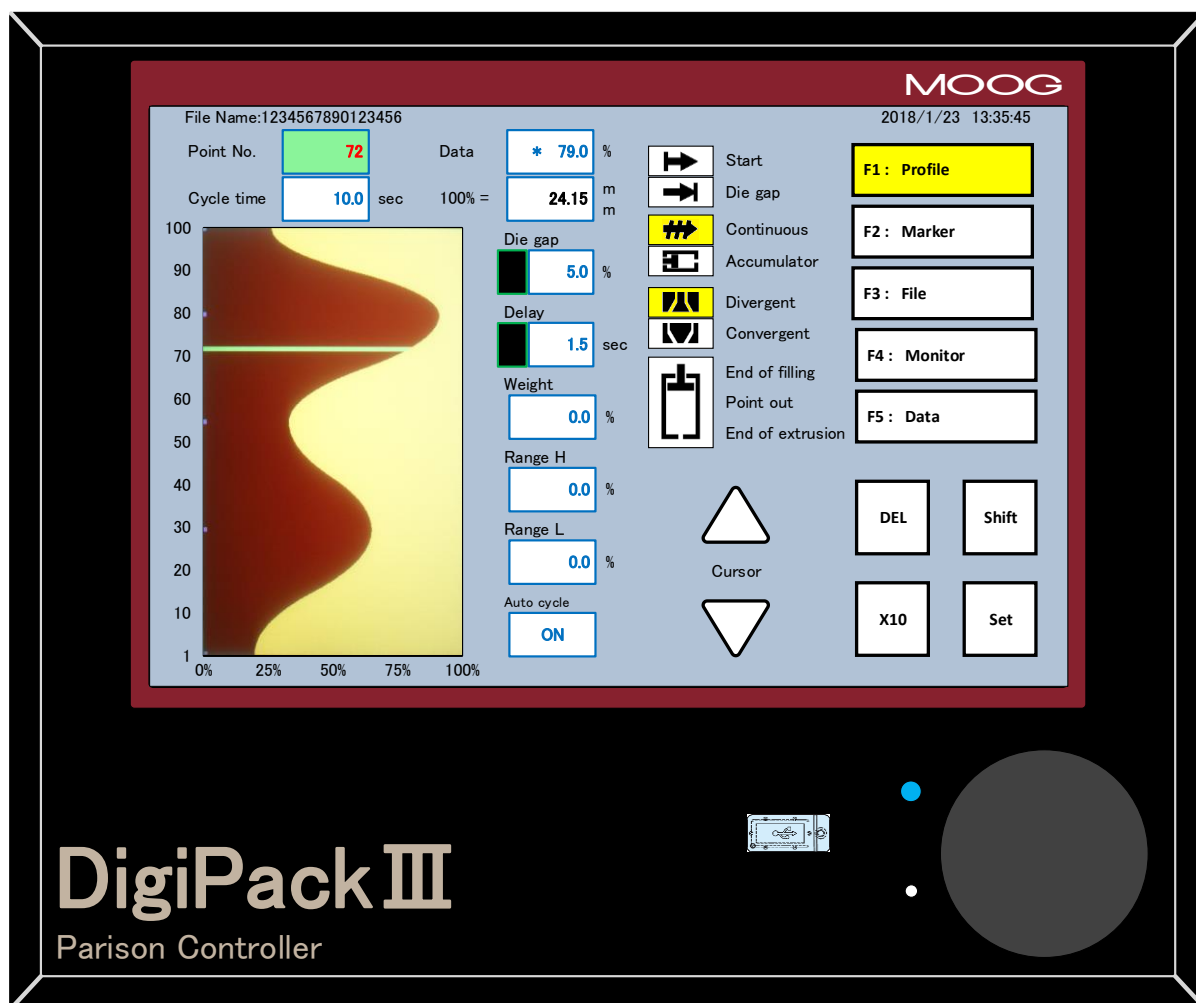 MOOG
File Name:1234567890123456
2018/1/23 13:35:45
Point No. 72 Data * 79.0 %
Cycle time 10.0 sec 100% = 24.15 m
m
Start
Die gap
Continuous
Accumulator
Divergent
Convergent
End of filling
Point out
End of extrusion
F1 : Profile
F2 : Marker
F3 : File
F4 : Monitor
F5 : Data
100
90
80
70
60
50
40
30
20
10
1
0% 25% 50% 75% 100%
Die gap
5.0 %
Delay
1.5 sec
Weight
0.0 %
Range H
0.0 %
Range L
0.0 %
Auto cycle
ON
Cursor
DEL Shift
X10 Set
DigiPackⅢ
Parison Controller